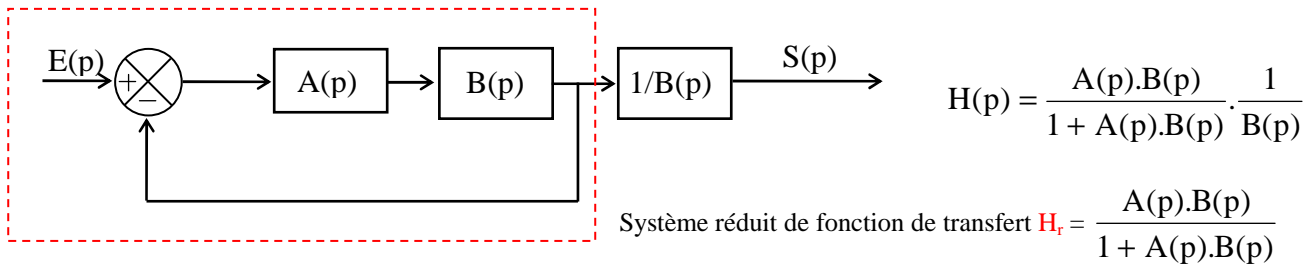 E(p)
+
−
A(p)
B(p)
1/B(p)
S(p)
H(p) = A(p).B(p) / 1 + A(p).B(p) . 1 / B(p)
Système réduit de fonction de transfert Hr = A(p).B(p) / 1 + A(p).B(p)